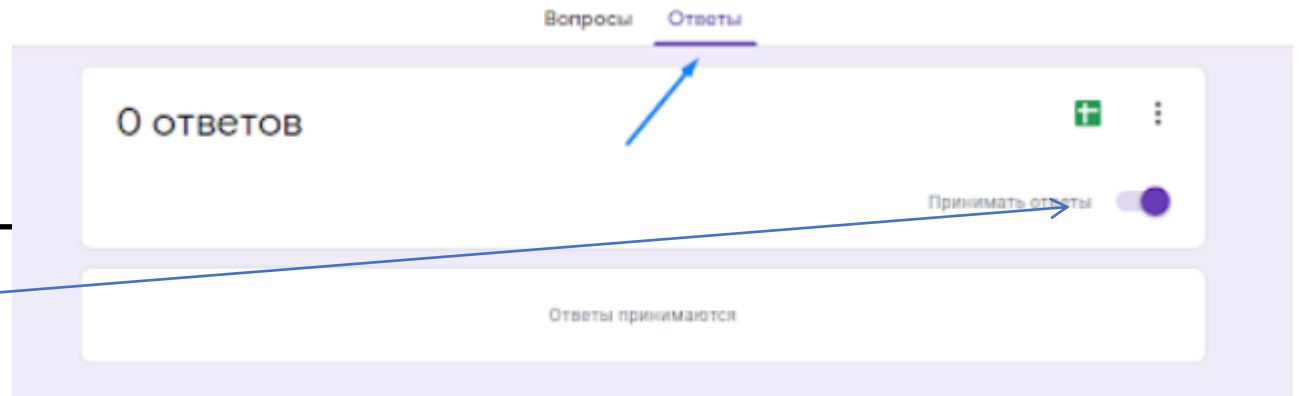 Вопросы Ответы
0 ответов
Принимать ответы
Ответы принимаются